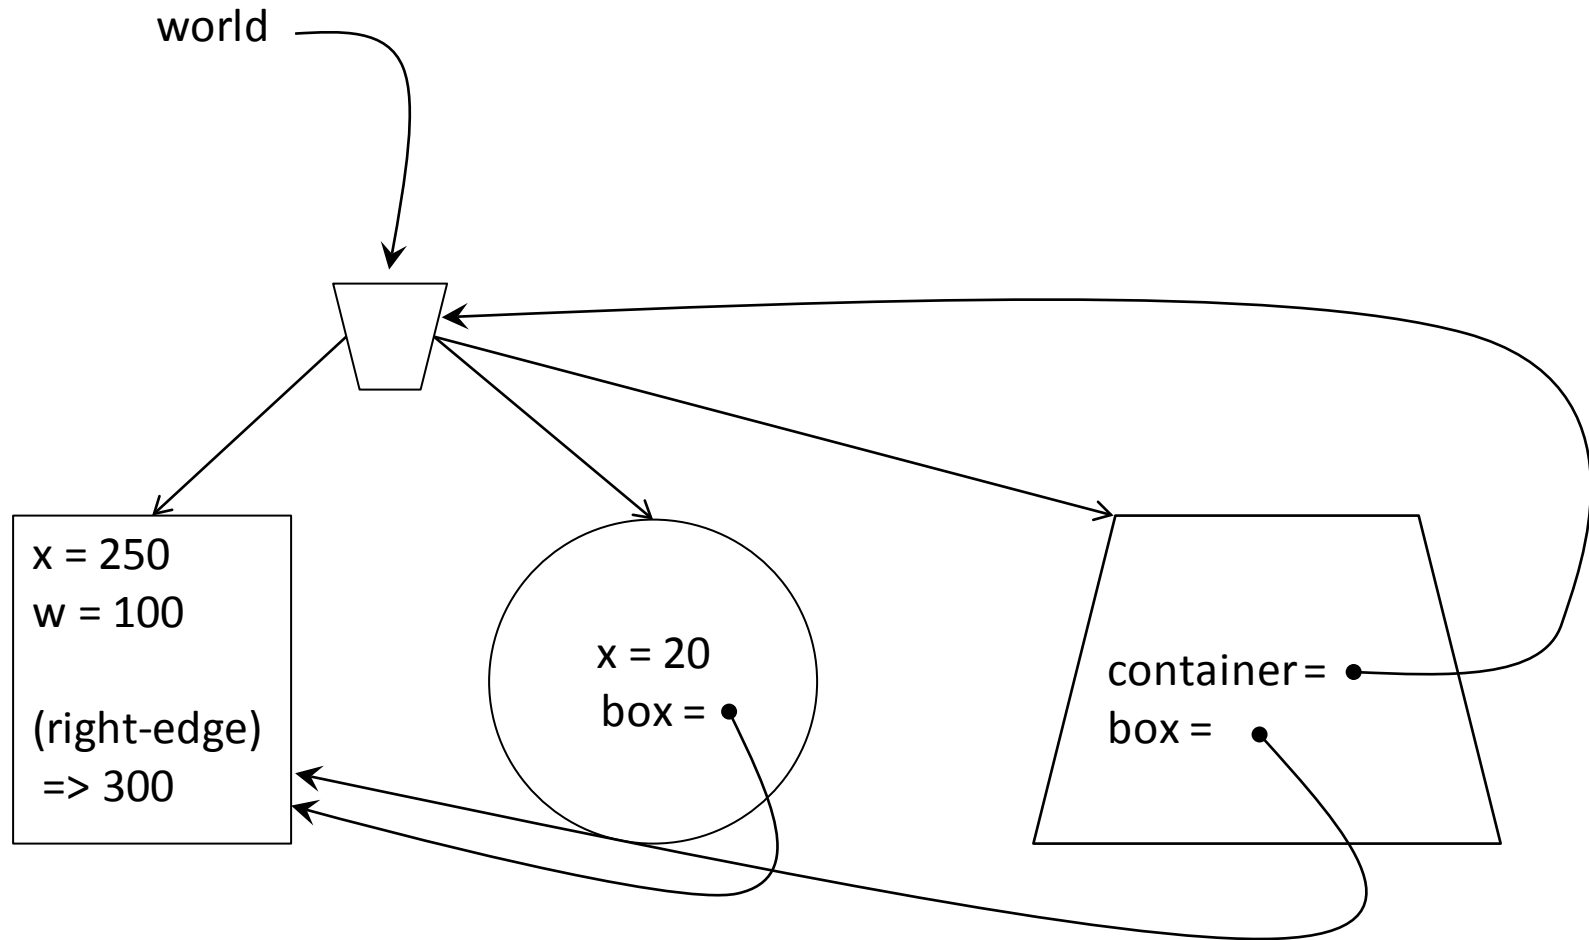 world
x = 250
w = 100
(right-edge)
=> 300
x = 20
box =
container =
box =